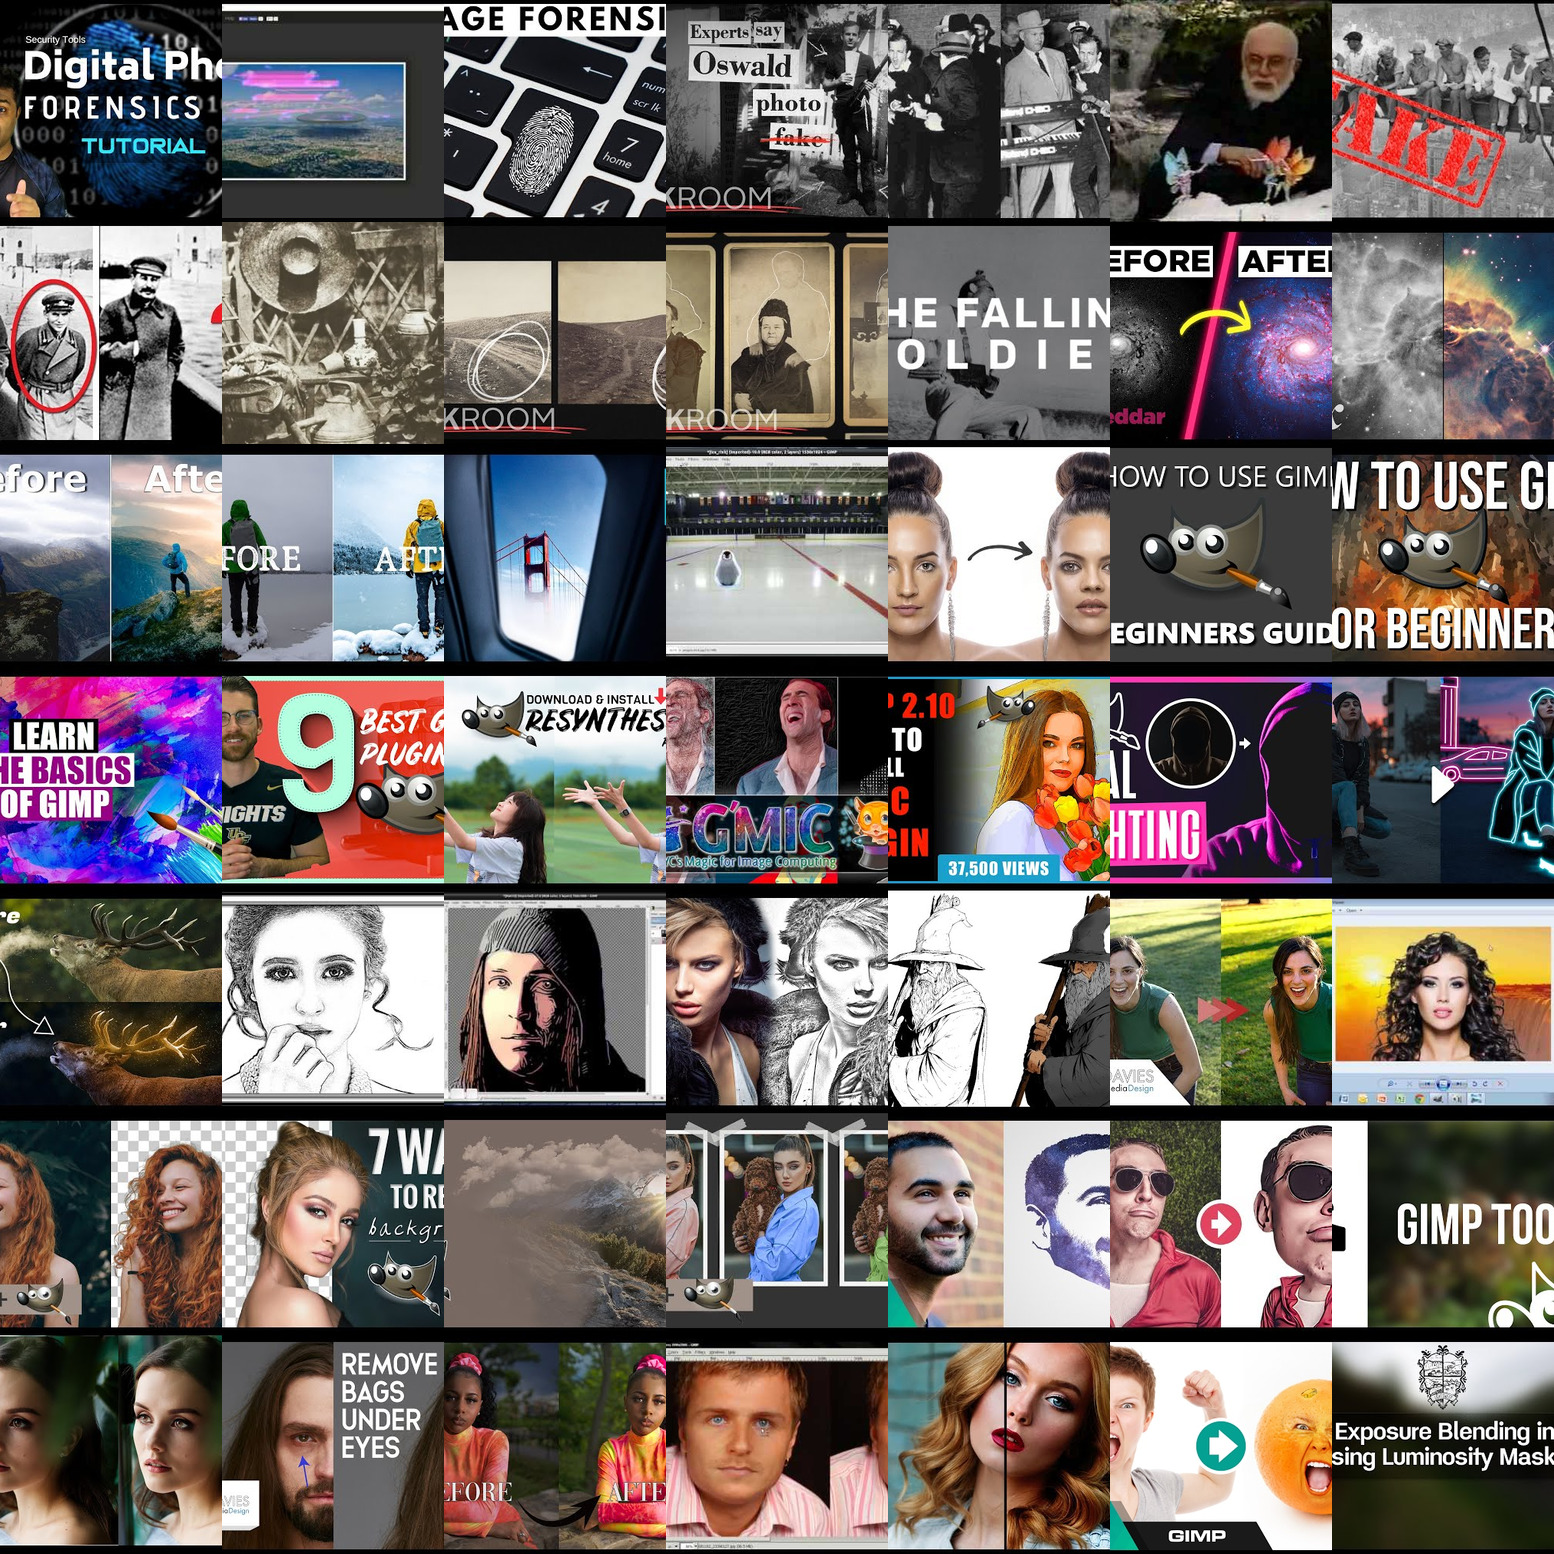 Security Tools
Digital Pho
FORENSICS
TUTORIAL
AGE FORENSI
num
scr lk
7
home
4
Experts say
Oswald
photo
fake
KROOM
AKE
KROOM
KROOM
HE FALLIN
OLDIE
EFORE
AFTE
eddar
efore
Afte
FORE
AFT
HOW TO USE GIM
EGINNERS GUID
W TO USE GI
OR BEGINNER
LEARN
HE BASICS
OF GIMP
9
BEST G
PLUGIN
IGHTS
DOWNLOAD & INSTALL
RESYNTHES
G'MIC
C's Magic for Image Computing
P 2.10
TO
LL
C
GIN
37,500 VIEWS
AL
HTING
re
r
AVIES
ediaDesign
7 WA
TO RE
backgr
GIMP TOO
REMOVE
BAGS
UNDER
EYES
VIES
iaDesign
EFORE
AFTE
GIMP
Exposure Blending in
sing Luminosity Mask